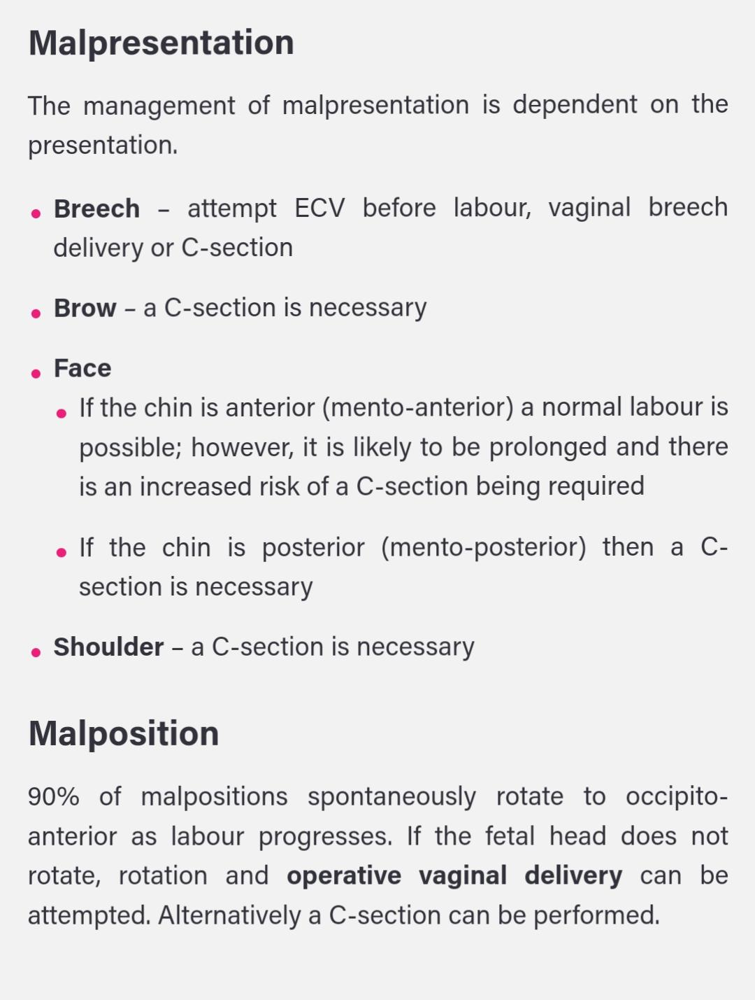 Malpresentation
The management of malpresentation is dependent on the
presentation.
• Breech – attempt ECV before labour, vaginal breech
delivery or C-section
• Brow – a C-section is necessary
• Face
• If the chin is anterior (mento-anterior) a normal labour is
possible; however, it is likely to be prolonged and there
is an increased risk of a C-section being required
• If the chin is posterior (mento-posterior) then a C-
section is necessary
• Shoulder – a C-section is necessary
Malposition
90% of malpositions spontaneously rotate to occipito-
anterior as labour progresses. If the fetal head does not
rotate, rotation and operative vaginal delivery can be
attempted. Alternatively a C-section can be performed.